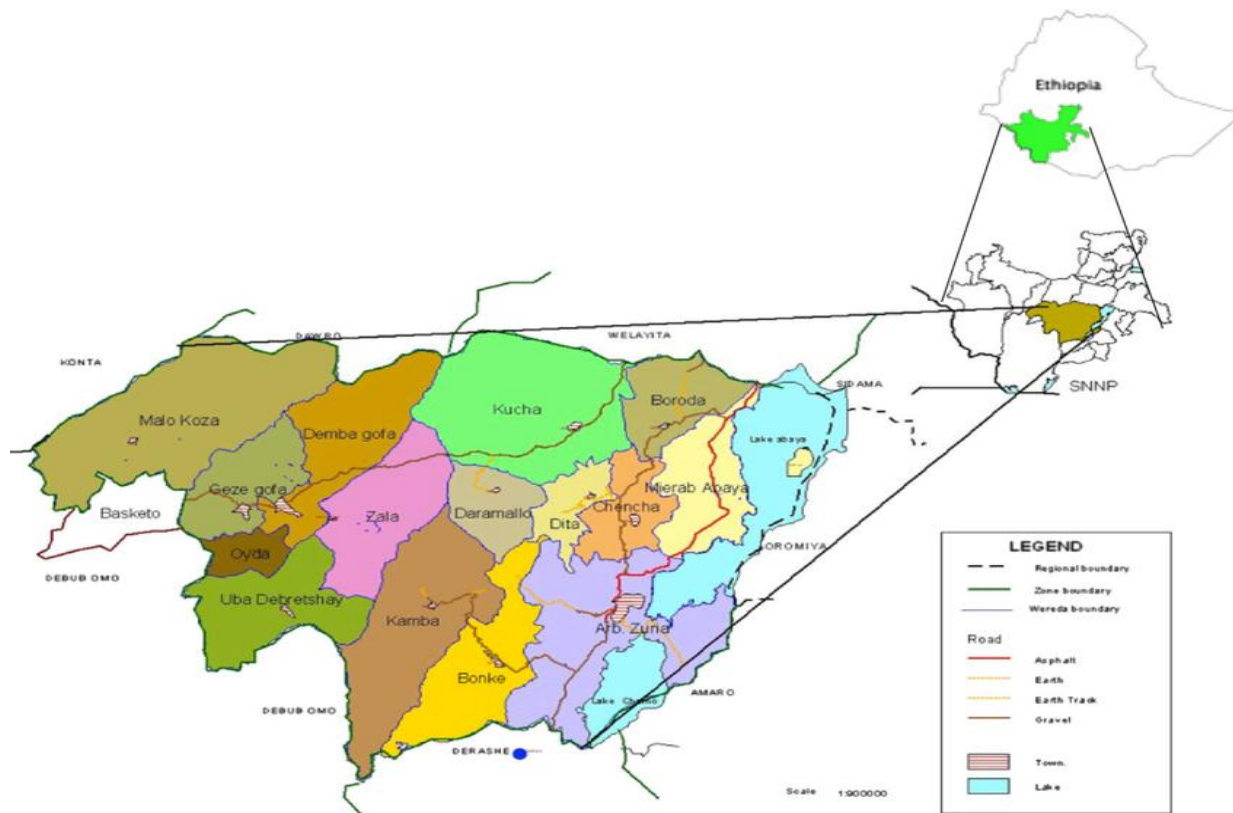 Ethiopia
SNNP
KONTA
DAWRO
WELAYITA
SIDAMA
Malo Koza
Demba gofa
Kucha
Boroda
Lake abaya
Geze gofa
Mierab Abaya
Basketo
Zala
Daramallo
Dita
Chencha
Oyda
OROMIYA
DEBUB OMO
Uba Debretshay
Kamba
Arb. Zuria
Bonke
AMARO
Lake Chamo
DEBUB OMO
DERASHE
Scale 1:900000
LEGEND
Regional boundary
Zone boundary
Wereda boundary
Road
Asphalt
Earth
Earth Track
Gravel
Town.
Lake